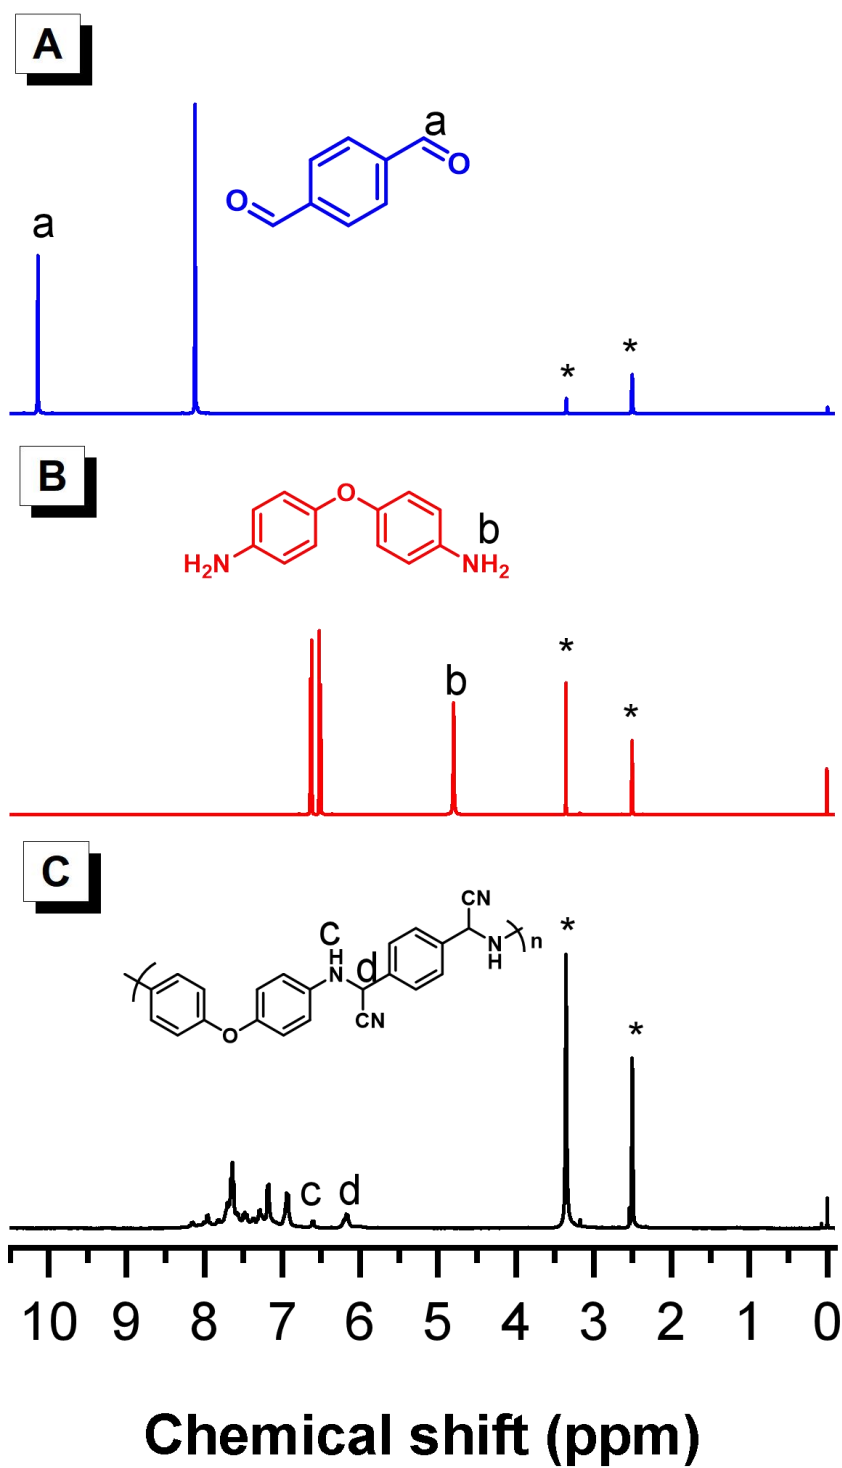 A
a
O
O
a
*
*
B
O
b
H₂N
NH₂
b
*
*
C
CN
c
H
N
d
N
H
n
CN
O
*
*
c
d
10 9 8 7 6 5 4 3 2 1 0
Chemical shift (ppm)